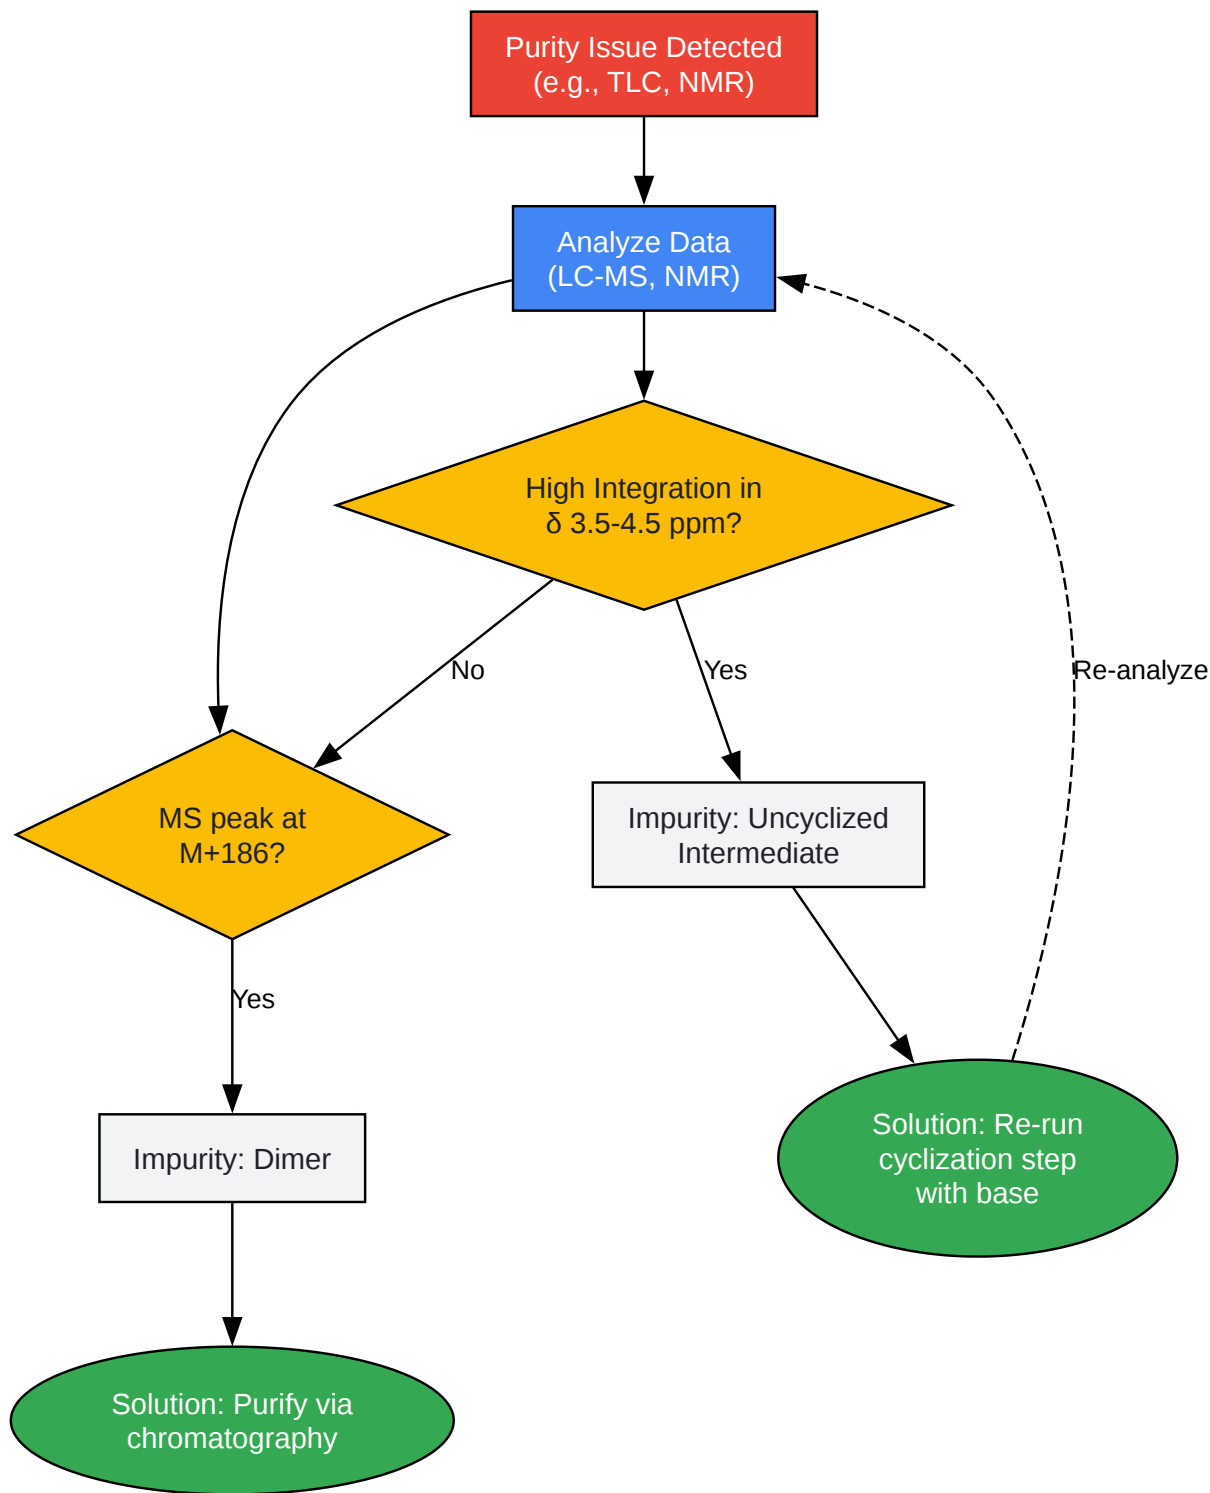 Purity Issue Detected
(e.g., TLC, NMR)
Analyze Data
(LC-MS, NMR)
High Integration in
δ 3.5-4.5 ppm?
No
Yes
Re-analyze
MS peak at
M+186?
Impurity: Uncyclized
Intermediate
Yes
Impurity: Dimer
Solution: Re-run
cyclization step
with base
Solution: Purify via
chromatography